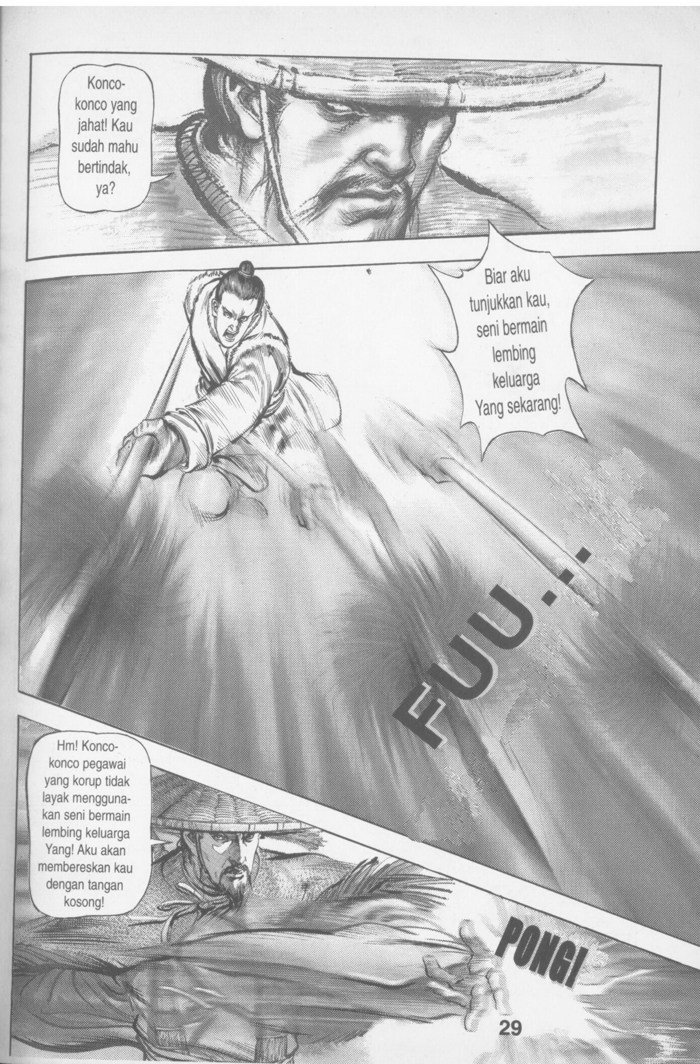 Konco-
konco yang
jahat! Kau
sudah mahu
bertindak,
ya?
Biar aku
tunjukkan kau,
seni bermain
lembing
keluarga
Yang sekarang!
FUU...
Hm! Konco-
konco pegawai
yang korup tidak
layak mengguna-
kan seni bermain
lembing keluarga
Yang! Aku akan
membereskan kau
dengan tangan
kosong!
PONG!
29